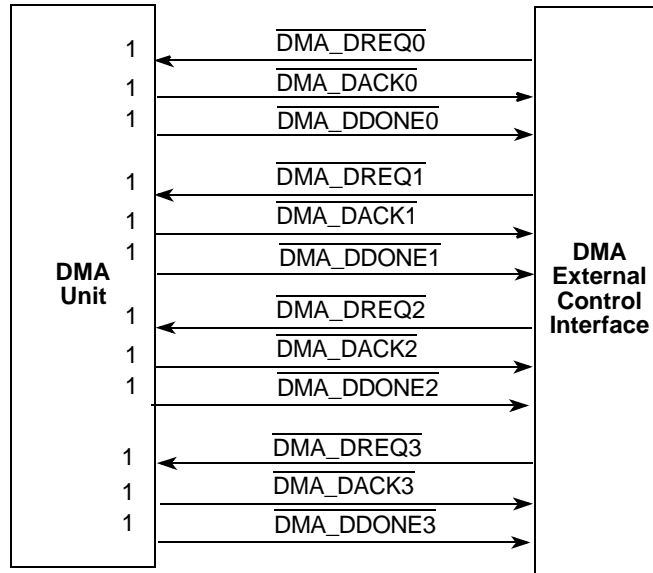 1 DMA_DREQ0
1 DMA_DACK0
1 DMA_DDONE0
1 DMA_DREQ1
1 DMA_DACK1
1 DMA_DDONE1
DMA
Unit
DMA
External
Control
Interface
1 DMA_DREQ2
1 DMA_DACK2
1 DMA_DDONE2
1 DMA_DREQ3
1 DMA_DACK3
1 DMA_DDONE3